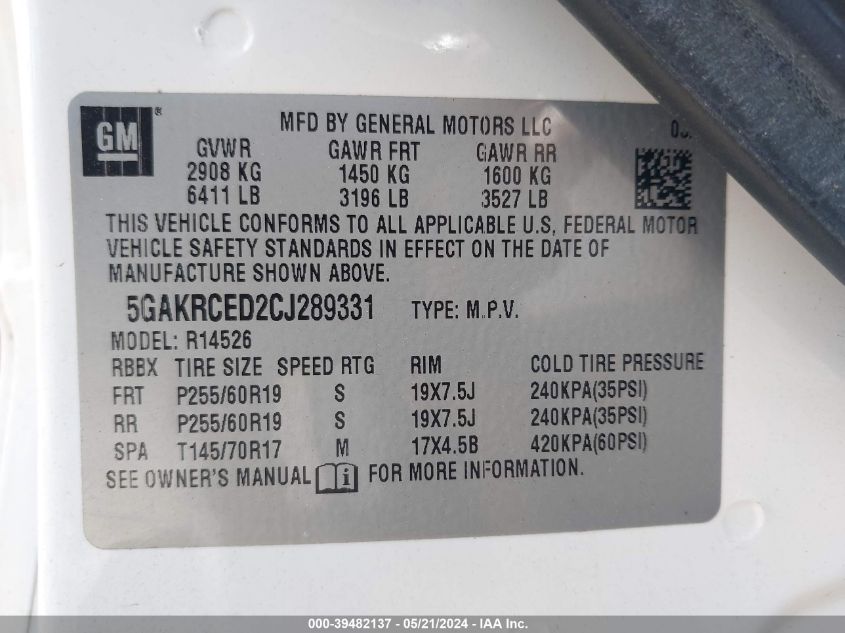 GM ®
MFD BY GENERAL MOTORS LLC
GVWR GAWR FRT GAWR RR
2908 KG 1450 KG 1600 KG
6411 LB 3196 LB 3527 LB
THIS VEHICLE CONFORMS TO ALL APPLICABLE U.S. FEDERAL MOTOR
VEHICLE SAFETY STANDARDS IN EFFECT ON THE DATE OF
MANUFACTURE SHOWN ABOVE.
5GAKRCED2CJ289331 TYPE: M.P.V.
MODEL: R14526
RBBX TIRE SIZE SPEED RTG RIM COLD TIRE PRESSURE
FRT P255/60R19 S 19X7.5J 240KPA(35PSI)
RR P255/60R19 S 19X7.5J 240KPA(35PSI)
SPA T145/70R17 M 17X4.5B 420KPA(60PSI)
SEE OWNER'S MANUAL i FOR MORE INFORMATION.
000-39482137 - 05/21/2024 - IAA Inc.